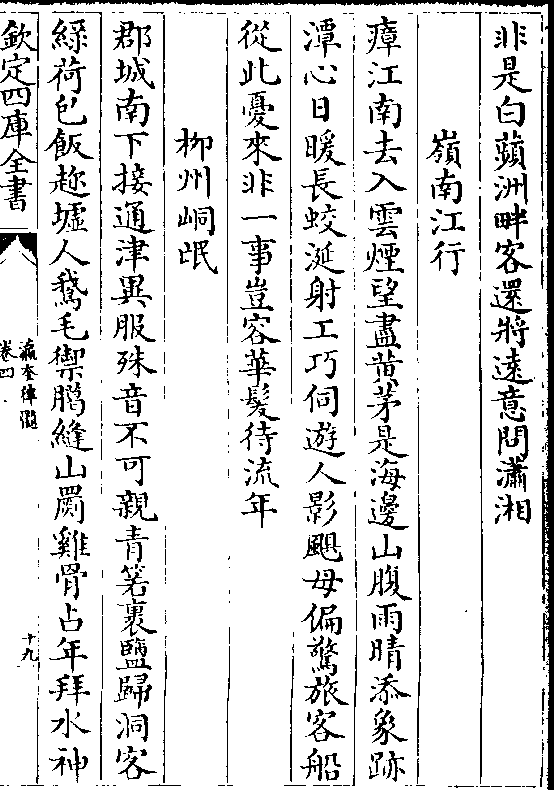 非是白蘋洲畔客還將遠意問瀟湘
嶺南江行
瘴江南去入雲煙望盡黄茅是海邊山腹雨晴添象跡
潭心日暖長蛟涎射工巧伺遊人影颶母偏驚旅客船
從此憂來非一事豈容華髮待流年
柳州峒氓
郡城南下接通津異服殊音不可親青箬裹鹽歸洞客
緑荷包飯趂墟人鵞毛禦臘縫山罽雞骨占年拜水神
欽定四庫全書
瀛奎律髓
卷四
十九